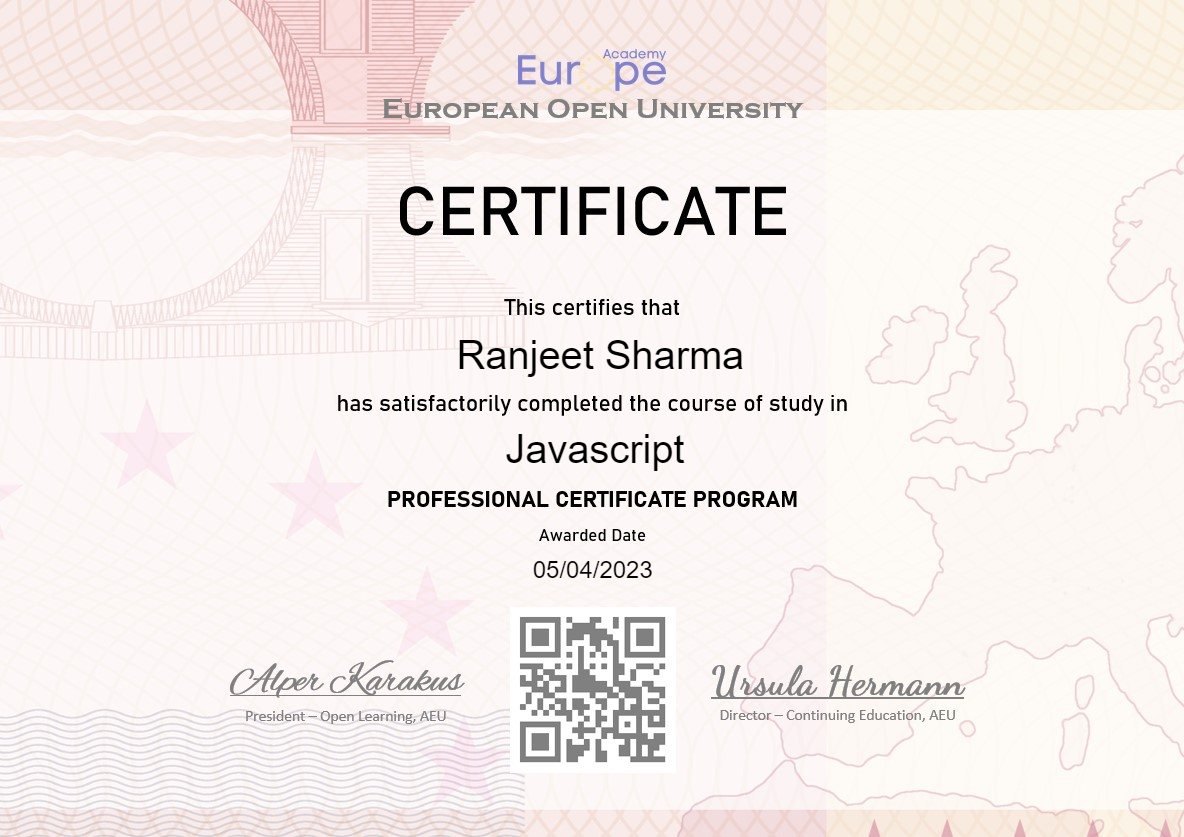 Academy
Europe
European Open University
CERTIFICATE
This certifies that
Ranjeet Sharma
has satisfactorily completed the course of study in
Javascript
PROFESSIONAL CERTIFICATE PROGRAM
Awarded Date
05/04/2023
Alper Karakus
President – Open Learning, AEU
Ursula Hermann
Director – Continuing Education, AEU